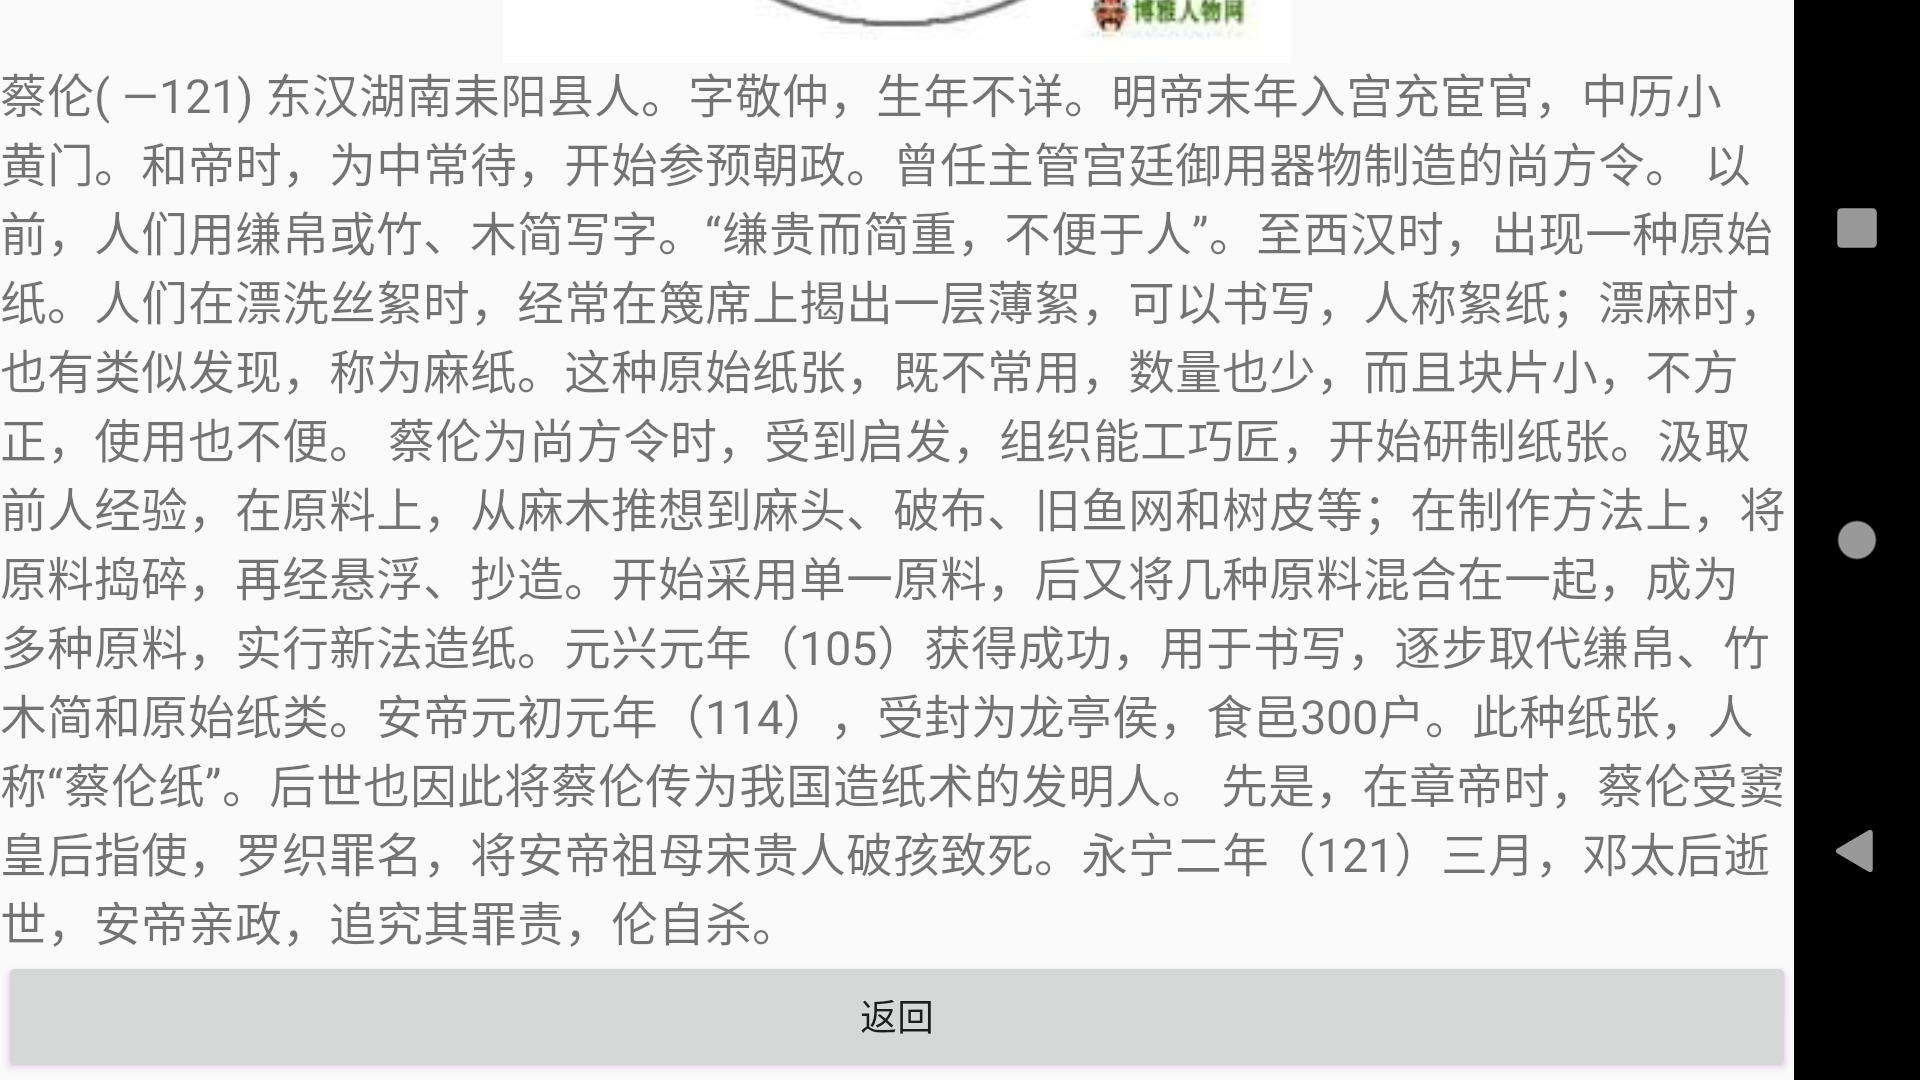 博雅人物网
蔡伦( —121) 东汉湖南耒阳县人。字敬仲，生年不详。明帝末年入宫充宦官，中历小
黄门。和帝时，为中常待，开始参预朝政。曾任主管宫廷御用器物制造的尚方令。 以
前，人们用缣帛或竹、木简写字。“缣贵而简重，不便于人”。至西汉时，出现一种原始
纸。人们在漂洗丝絮时，经常在篾席上揭出一层薄絮，可以书写，人称絮纸；漂麻时，
也有类似发现，称为麻纸。这种原始纸张，既不常用，数量也少，而且块片小，不方
正，使用也不便。 蔡伦为尚方令时，受到启发，组织能工巧匠，开始研制纸张。汲取
前人经验，在原料上，从麻木推想到麻头、破布、旧鱼网和树皮等；在制作方法上，将
原料捣碎，再经悬浮、抄造。开始采用单一原料，后又将几种原料混合在一起，成为
多种原料，实行新法造纸。元兴元年（105）获得成功，用于书写，逐步取代缣帛、竹
木简和原始纸类。安帝元初元年（114），受封为龙亭侯，食邑300户。此种纸张，人
称“蔡伦纸”。后世也因此将蔡伦传为我国造纸术的发明人。 先是，在章帝时，蔡伦受窦
皇后指使，罗织罪名，将安帝祖母宋贵人破孩致死。永宁二年（121）三月，邓太后逝
世，安帝亲政，追究其罪责，伦自杀。
返回